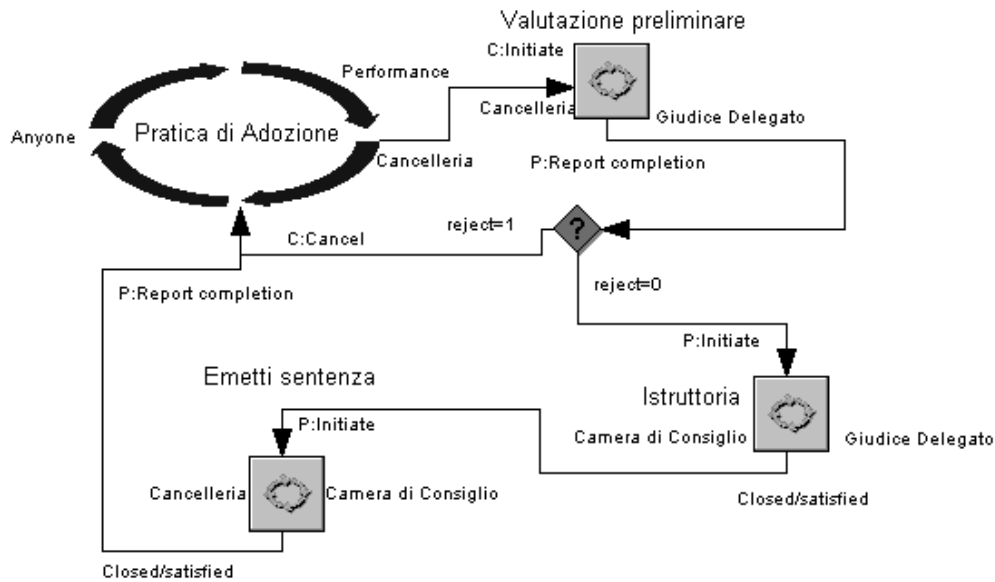 Valutazione preliminare
C:Initiate
Performance
Cancelleria
Anyone
Pratica di Adozione
Giudice Delegato
Cancelleria
P:Report completion
reject=1
?
C:Cancel
reject=0
P:Report completion
P:Initiate
Emetti sentenza
Istruttoria
P:Initiate
Camera di Consiglio
Giudice Delegato
Cancelleria
Camera di Consiglio
Closed/satisfied
Closed/satisfied